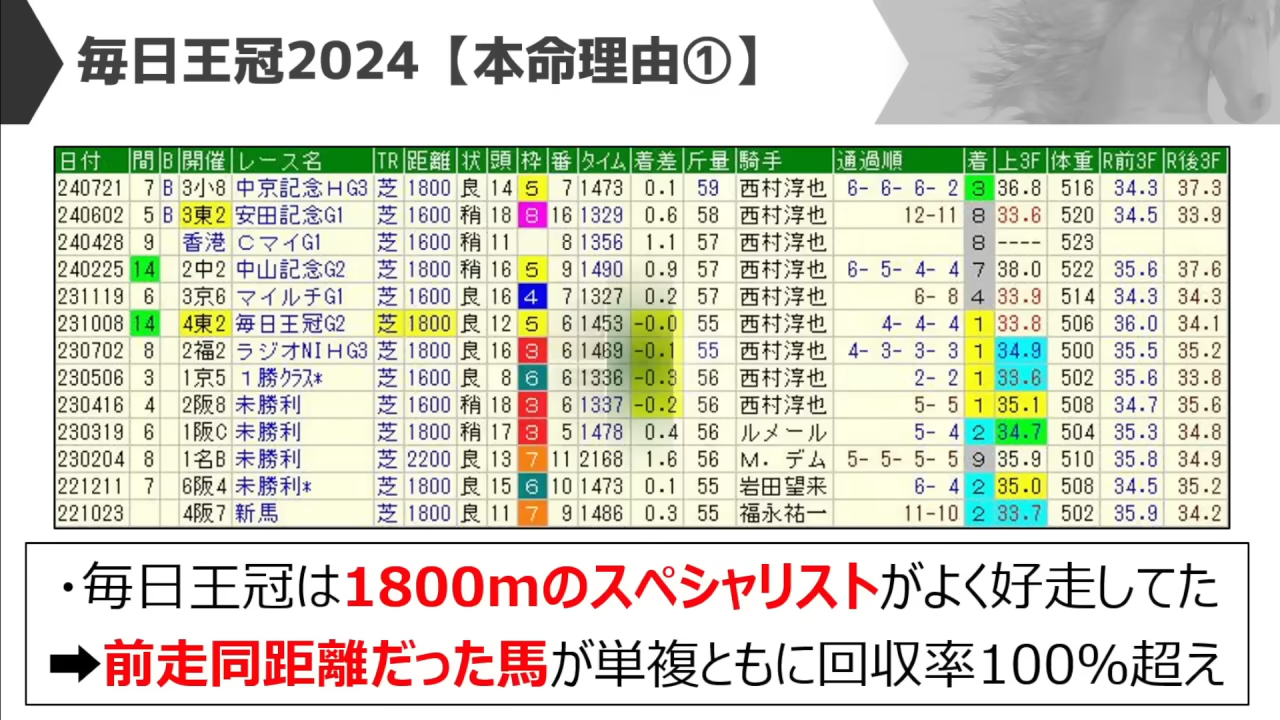 毎日王冠2024【本命理由①】
日付 間 B 開催 レース名 TR 距離 状 頭 枠 番 タイム 着差 斤量 騎手 通過順 着 上3F 体重 R前3F R後3F
240721 7 B 3小8 中京記念HG3 芝 1800 良 14 5 7 1473 0.1 59 西村淳也 6- 6- 6- 2 3 36.8 516 34.3 37.3
240602 5 B 3東2 安田記念G1 芝 1600 稍 18 8 16 1329 0.6 58 西村淳也 12-11 8 33.6 520 34.5 33.9
240428 9 香港 CマイG1 芝 1600 稍 11 8 1356 1.1 57 西村淳也 8 ---- 523
240225 14 2中2 中山記念G2 芝 1800 稍 16 5 9 1490 0.9 57 西村淳也 6- 5- 4- 4 7 38.0 522 35.6 37.6
231119 6 3京6 マイルチG1 芝 1600 良 16 4 7 1327 0.2 57 西村淳也 6- 8 4 33.9 514 34.3 34.3
231008 14 4東2 毎日王冠G2 芝 1800 良 12 5 6 1453 -0.0 55 西村淳也 4- 4- 4 1 33.8 506 36.0 34.1
230702 8 2福2 ラジオNIHG3 芝 1800 良 16 3 6 1469 -0.1 55 西村淳也 4- 3- 3- 3 1 34.9 500 35.5 35.2
230506 3 1京5 1勝クラス* 芝 1600 良 8 6 6 1336 -0.3 56 西村淳也 2- 2 1 33.6 502 35.6 33.8
230416 4 2阪8 未勝利 芝 1600 稍 18 3 6 1337 -0.2 56 西村淳也 5- 5 1 35.1 508 34.7 35.6
230319 6 1阪C 未勝利 芝 1800 稍 17 3 5 1478 0.4 56 ルメール 5- 4 2 34.7 504 35.3 34.8
230204 8 1名B 未勝利 芝 2200 良 13 7 11 2168 1.6 56 M.デム 5- 5- 5- 5 9 35.9 510 35.8 34.9
221211 7 6阪4 未勝利* 芝 1800 良 15 6 10 1473 0.1 55 岩田望来 6- 4 2 35.0 508 34.5 35.2
221023 4阪7 新馬 芝 1800 良 11 7 9 1486 0.3 55 福永祐一 11-10 2 33.7 502 35.9 34.2
・毎日王冠は1800mのスペシャリストがよく好走してた
➡前走同距離だった馬が単複ともに回収率100%超え